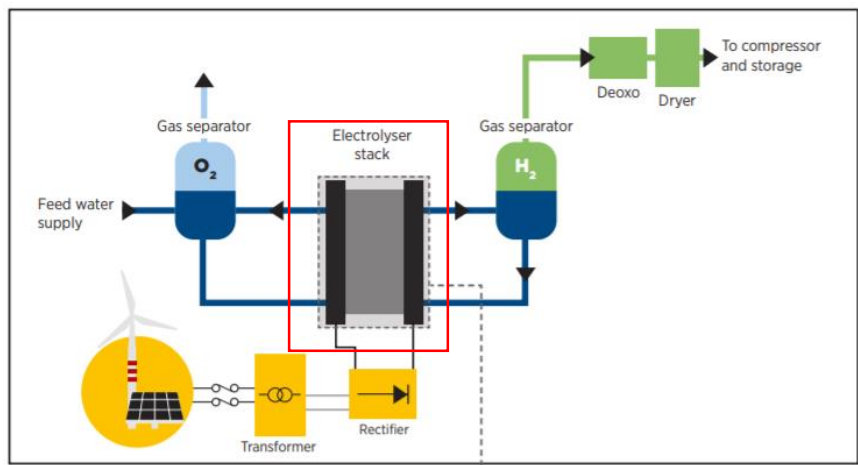 To compressor
and storage
Deoxo
Dryer
Gas separator
Electrolyser
stack
Gas separator
O₂
H₂
Feed water
supply
Transformer
Rectifier